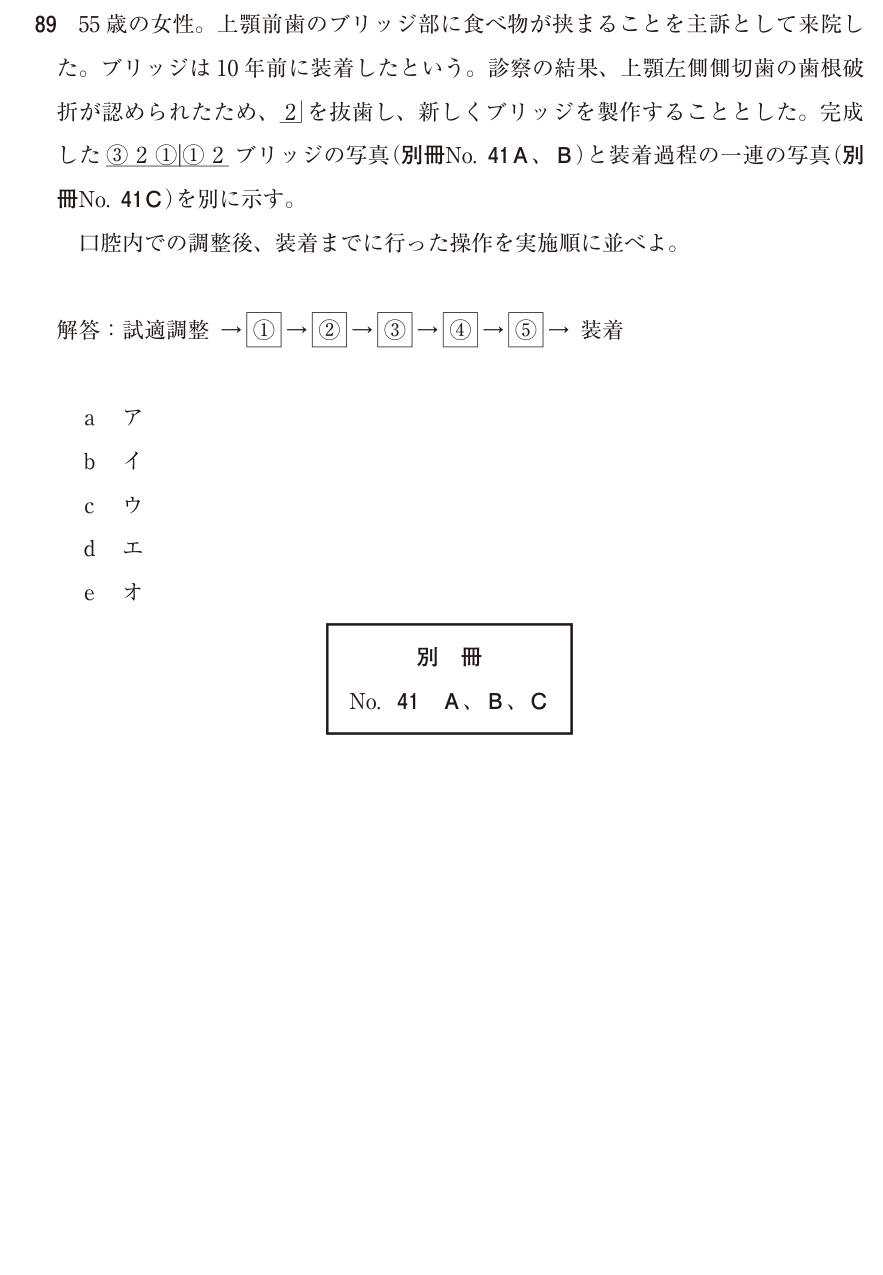 89 55歳の女性。上顎前歯のブリッジ部に食べ物が挟まることを主訴として来院し
た。ブリッジは10年前に装着したという。診察の結果、上顎左側側切歯の歯根破
折が認められたため、2⏌を抜歯し、新しくブリッジを製作することとした。完成
した ③ 2 ①|① 2 ブリッジの写真(別冊No. 41A、B)と装着過程の一連の写真(別
冊No. 41C)を別に示す。
口腔内での調整後、装着までに行った操作を実施順に並べよ。
解答:試適調整 → ① → ② → ③ → ④ → ⑤ → 装着
a ア
b イ
c ウ
d エ
e オ
別 冊
No. 41 A、B、C